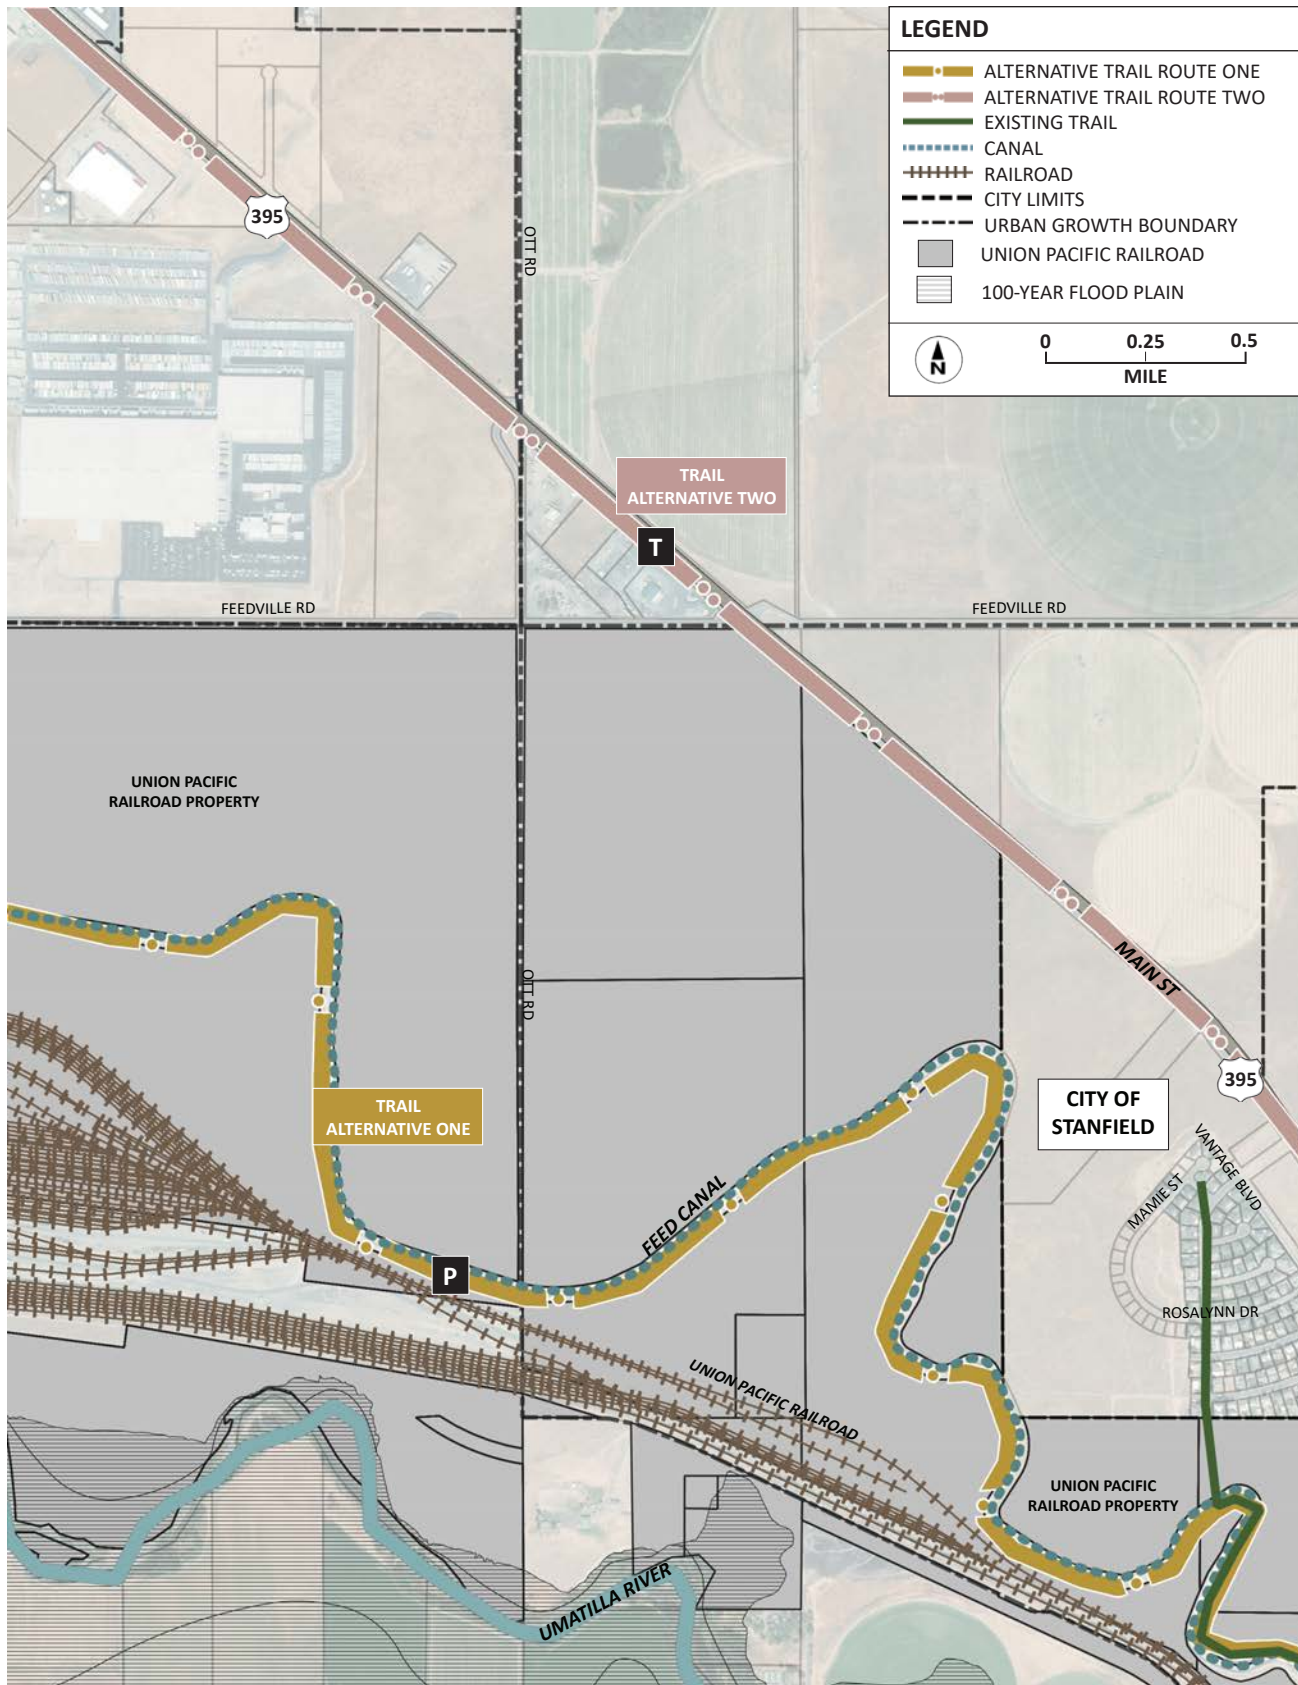 LEGEND
ALTERNATIVE TRAIL ROUTE ONE
ALTERNATIVE TRAIL ROUTE TWO
EXISTING TRAIL
CANAL
RAILROAD
CITY LIMITS
URBAN GROWTH BOUNDARY
UNION PACIFIC RAILROAD
100-YEAR FLOOD PLAIN
N
0 0.25 0.5
MILE
395
OTT RD
TRAIL
ALTERNATIVE TWO
T
FEEDVILLE RD
FEEDVILLE RD
UNION PACIFIC
RAILROAD PROPERTY
MAIN ST
OTT RD
395
TRAIL
ALTERNATIVE ONE
CITY OF
STANFIELD
VANTAGE BLVD
MAMIE ST
FEED CANAL
P
ROSALYNN DR
UNION PACIFIC RAILROAD
UNION PACIFIC
RAILROAD PROPERTY
UMATILLA RIVER